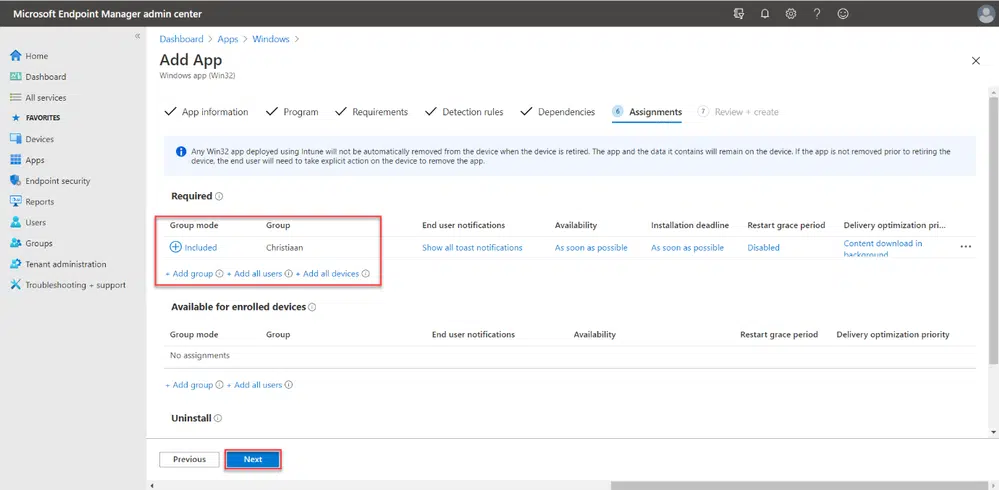 Microsoft Endpoint Manager admin center
Dashboard > Apps > Windows >
Add App
Windows app (Win32)
Home
Dashboard
All services
FAVORITES
Devices
Apps
Endpoint security
Reports
Users
Groups
Tenant administration
Troubleshooting + support
App information
Program
Requirements
Detection rules
Dependencies
6 Assignments
7 Review + create
Any Win32 app deployed using Intune will not be automatically removed from the device when the device is retired. The app and the data it contains will remain on the device. If the app is not removed prior to retiring
the device, the end user will need to take explicit action on the device to remove the app.
Required
Group mode Group End user notifications Availability Installation deadline Restart grace period Delivery optimization pri...
Included Christiaan Show all toast notifications As soon as possible As soon as possible Disabled Content download in
background
+ Add group + Add all users + Add all devices
Available for enrolled devices
Group mode Group End user notifications Availability Restart grace period Delivery optimization priority
No assignments
+ Add group + Add all users
Uninstall
Previous Next